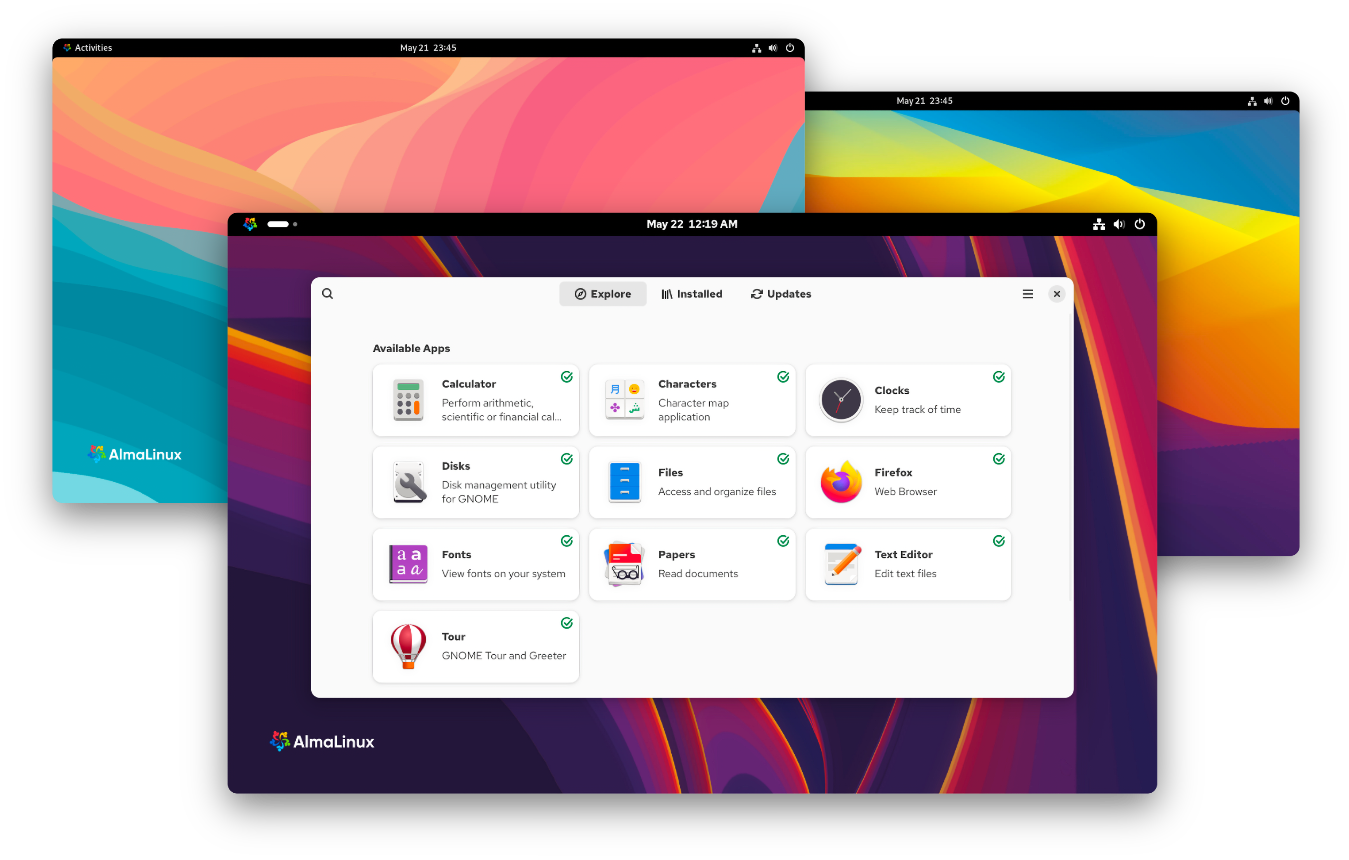 Activities
May 21 23:45
May 21 23:45
May 22 12:19 AM
Explore
Installed
Updates
Available Apps
Calculator
Perform arithmetic,
scientific or financial cal...
Characters
Character map
application
月
ش
Clocks
Keep track of time
Disks
Disk management utility
for GNOME
Files
Access and organize files
Firefox
Web Browser
a a
a a
Fonts
View fonts on your system
Papers
Read documents
Text Editor
Edit text files
Tour
GNOME Tour and Greeter
AlmaLinux
AlmaLinux